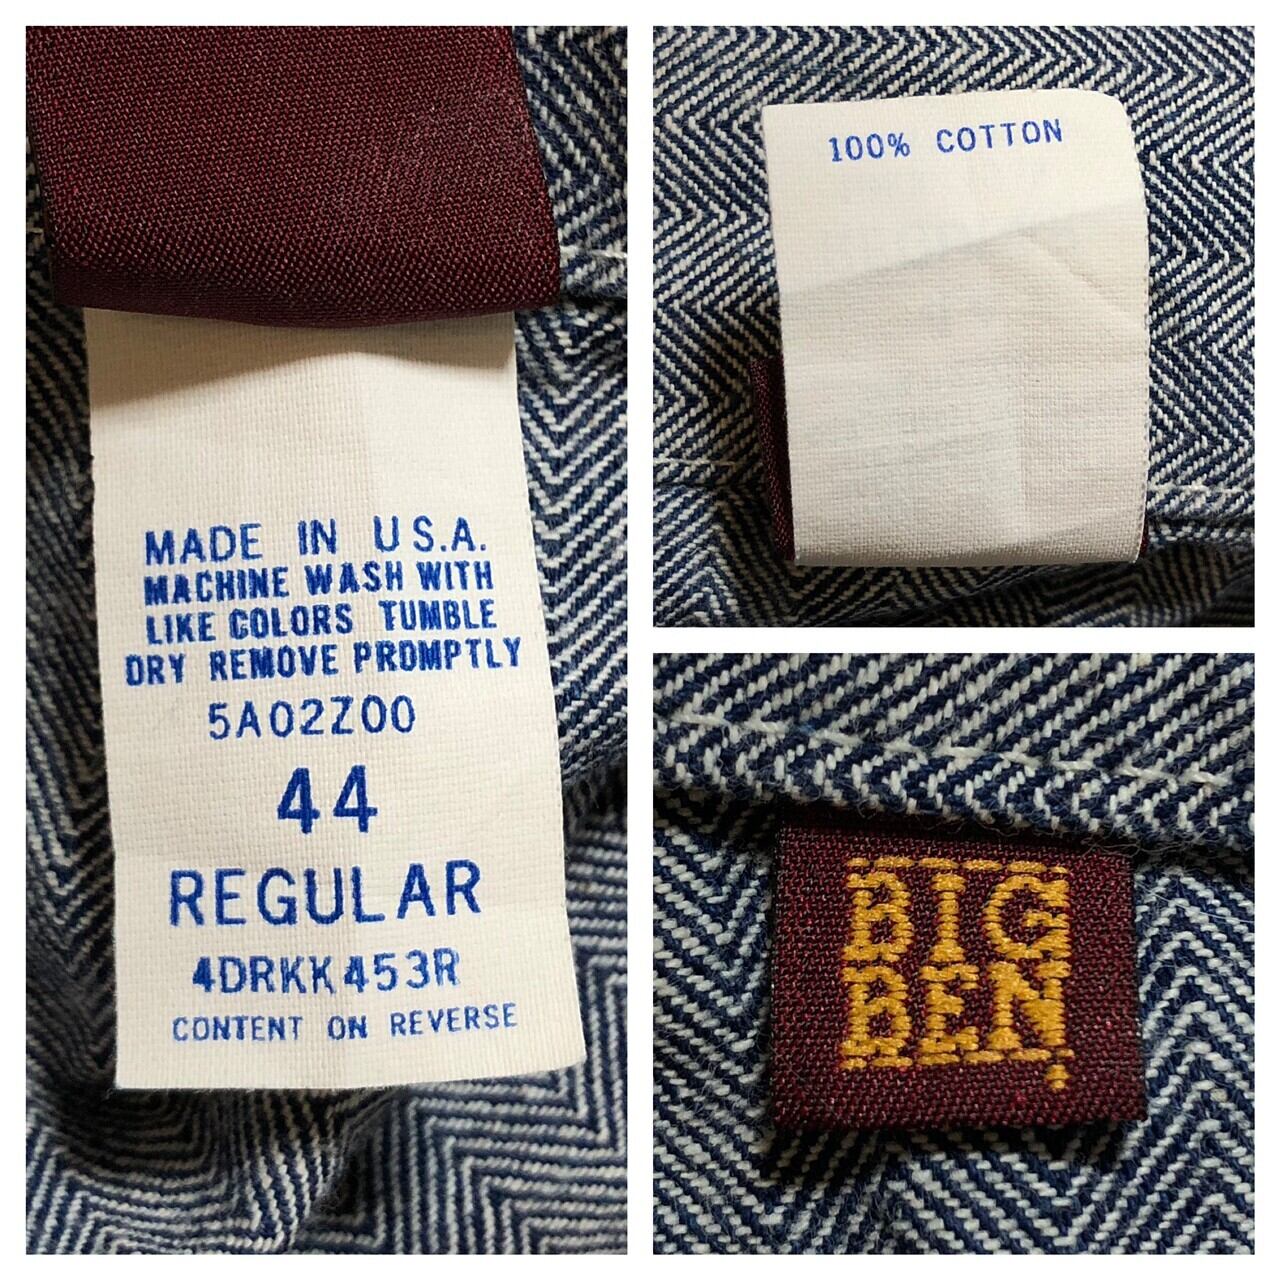 MADE IN U.S.A.
MACHINE WASH WITH
LIKE COLORS TUMBLE
DRY REMOVE PROMPTLY
5A02Z00
44
REGULAR
4DRKK453R
CONTENT ON REVERSE
100% COTTON
BIG
BEN